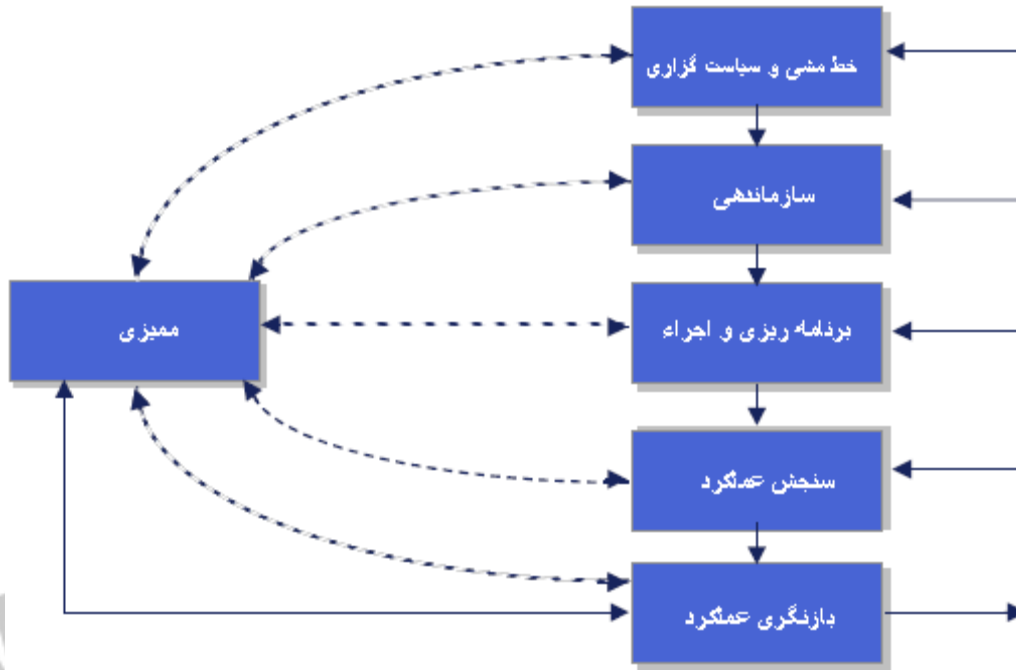 خط مشی و سیاست گزاری
سازماندهی
ممیزی
برنامه ریزی و اجراء
سنجش عملکرد
بازنگری عملکرد